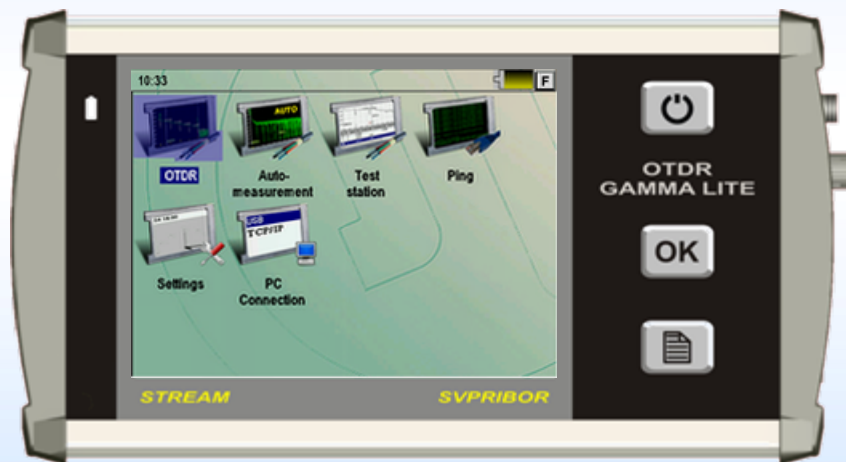 10:33
F
AUTO
OTDR
Auto-
measurement
Test
station
Ping
USB
TCP/IP
Settings
PC
Connection
OTDR
GAMMA LITE
OK
STREAM
SVPRIBOR